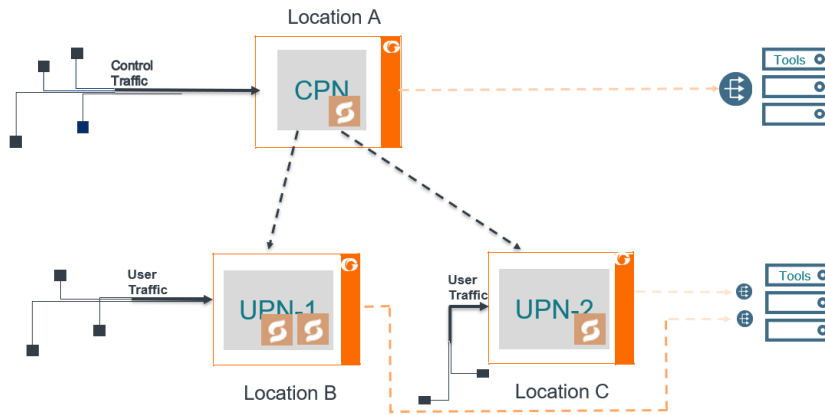 Location A
Control
Traffic
CPN
Tools
User
Traffic
UPN-1
User
Traffic
UPN-2
Tools
Location B
Location C